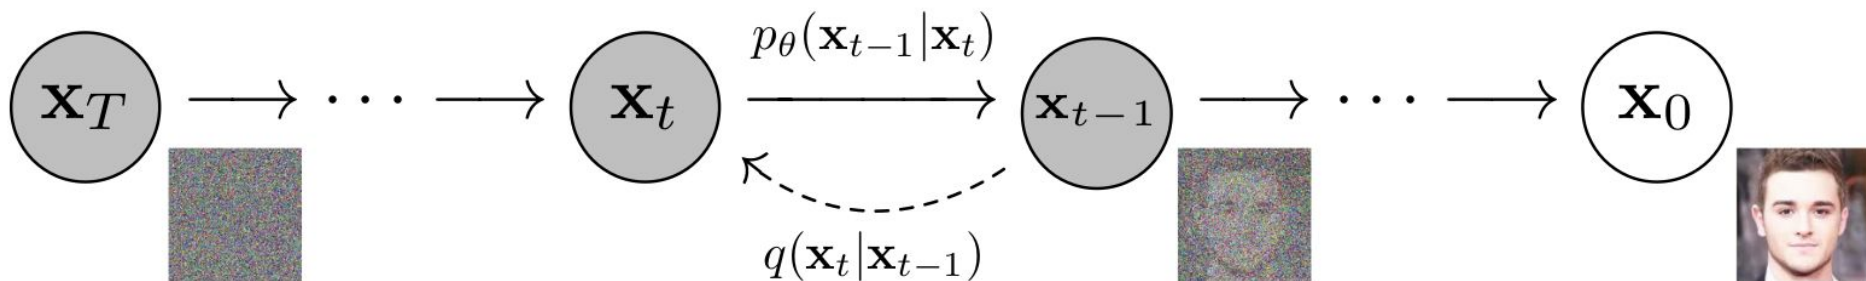 p_θ(x_{t−1}|x_t)
x_T → ··· → x_t → x_{t−1} → ··· → x_0
q(x_t|x_{t−1})